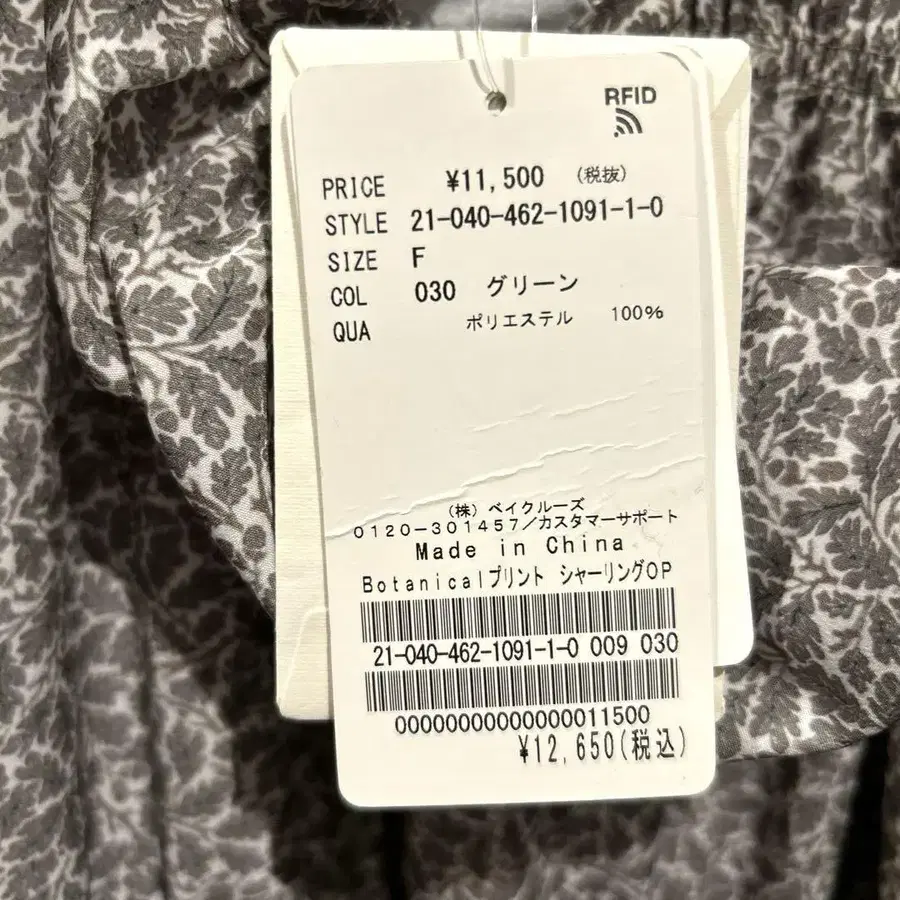 RFID
PRICE ¥11,500 (税抜)
STYLE 21-040-462-1091-1-0
SIZE F
COL 030 グリーン
QUA ポリエステル 100%
(株) ベイクルーズ
0120-301457/カスタマーサポート
Made in China
Botanicalプリント シャーリングOP
21-040-462-1091-1-0 009 030
00000000000000011500
¥12,650(税込)